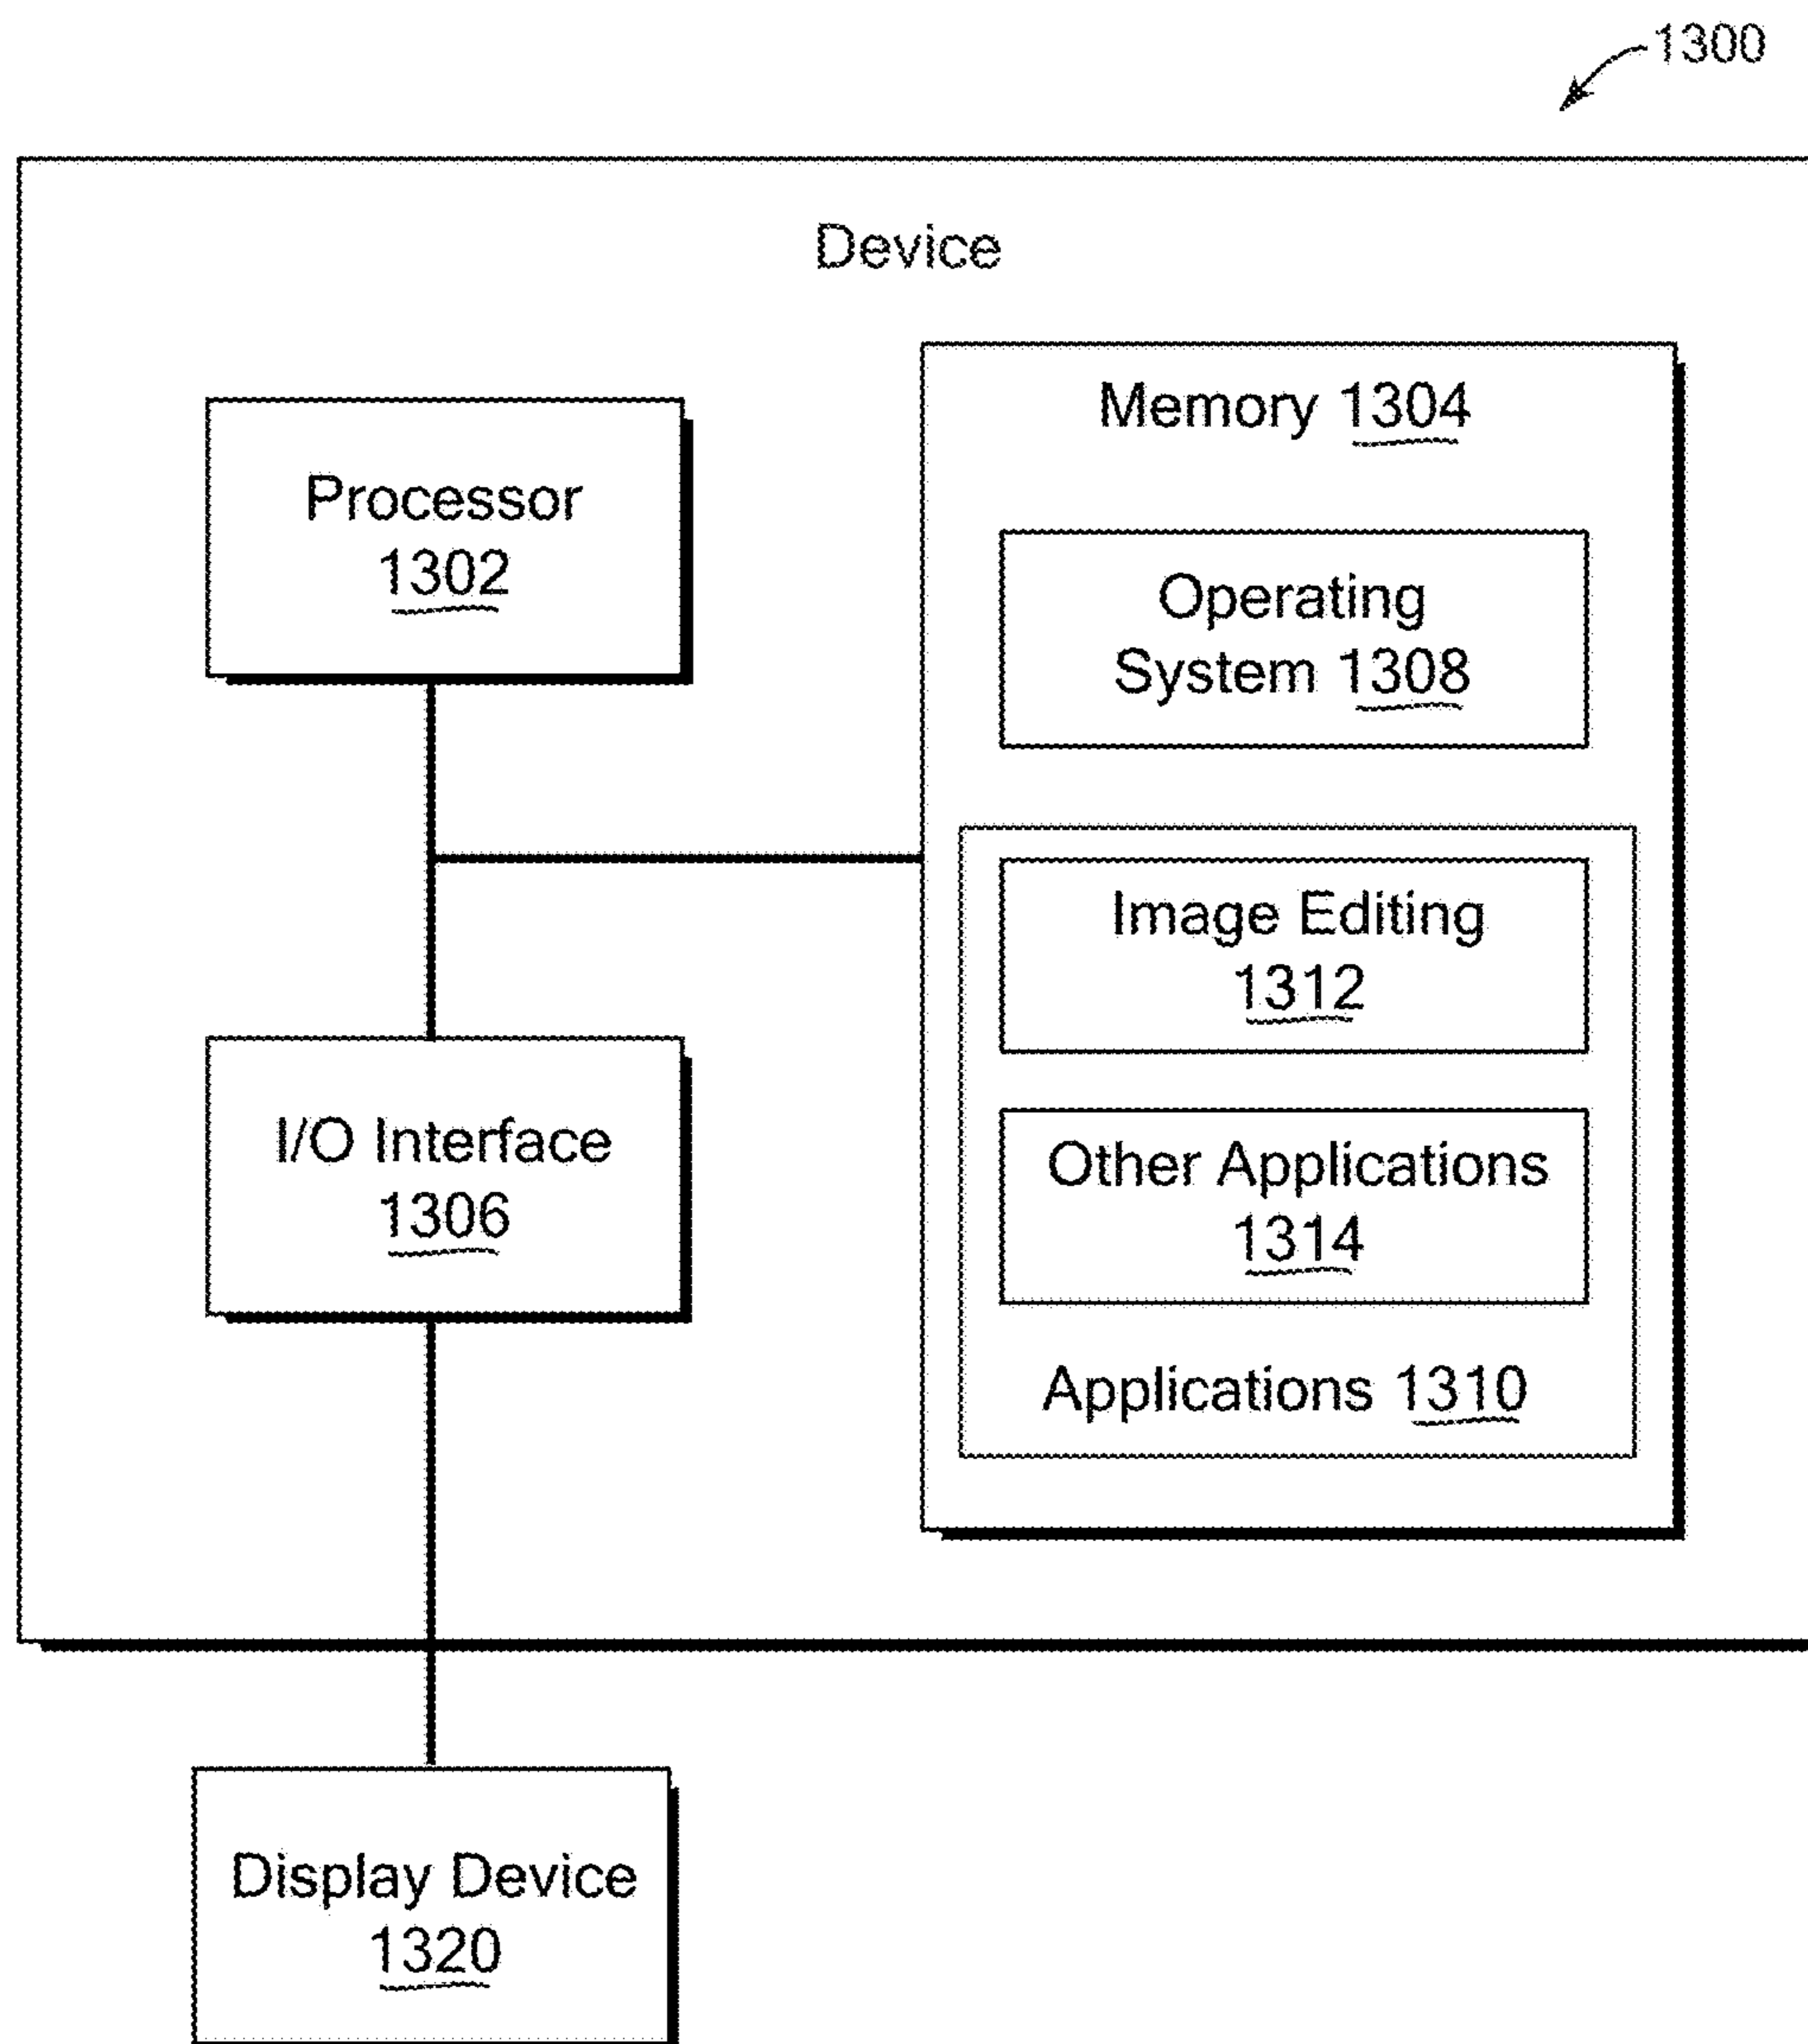 1300
Device
Processor
1302
Memory 1304
Operating
System 1308
Image Editing
1312
I/O Interface
1306
Other Applications
1314
Applications 1310
Display Device
1320